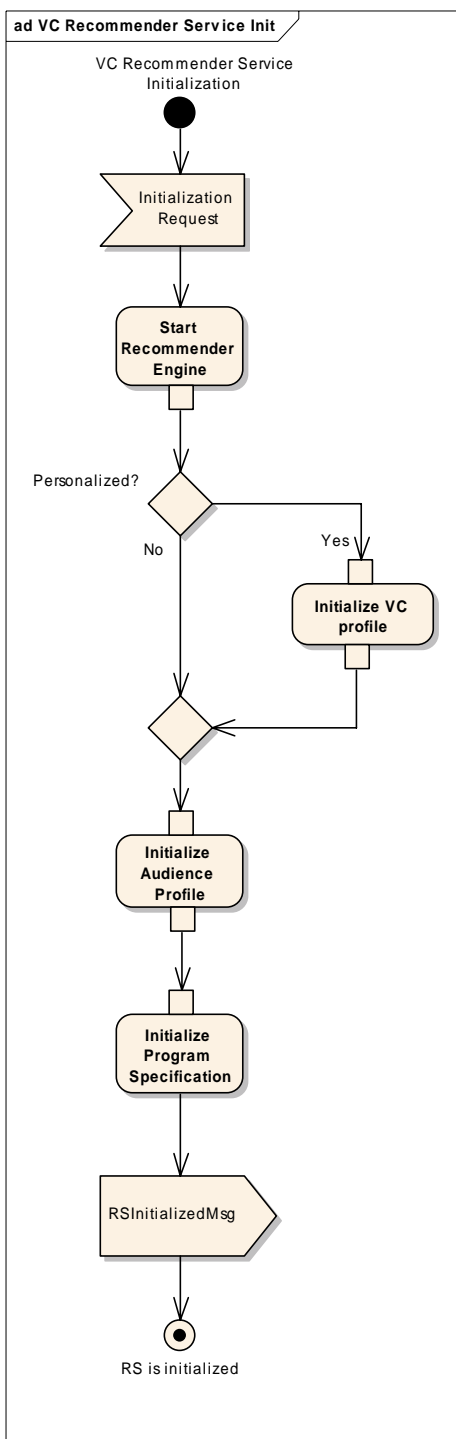 ad VC Recommender Service Init
VC Recommender Service
Initialization
Initialization
Request
Start
Recommender
Engine
Personalized?
No
Yes
Initialize VC
profile
Initialize
Audience
Profile
Initialize
Program
Specification
RSInitializedMsg
RS is initialized